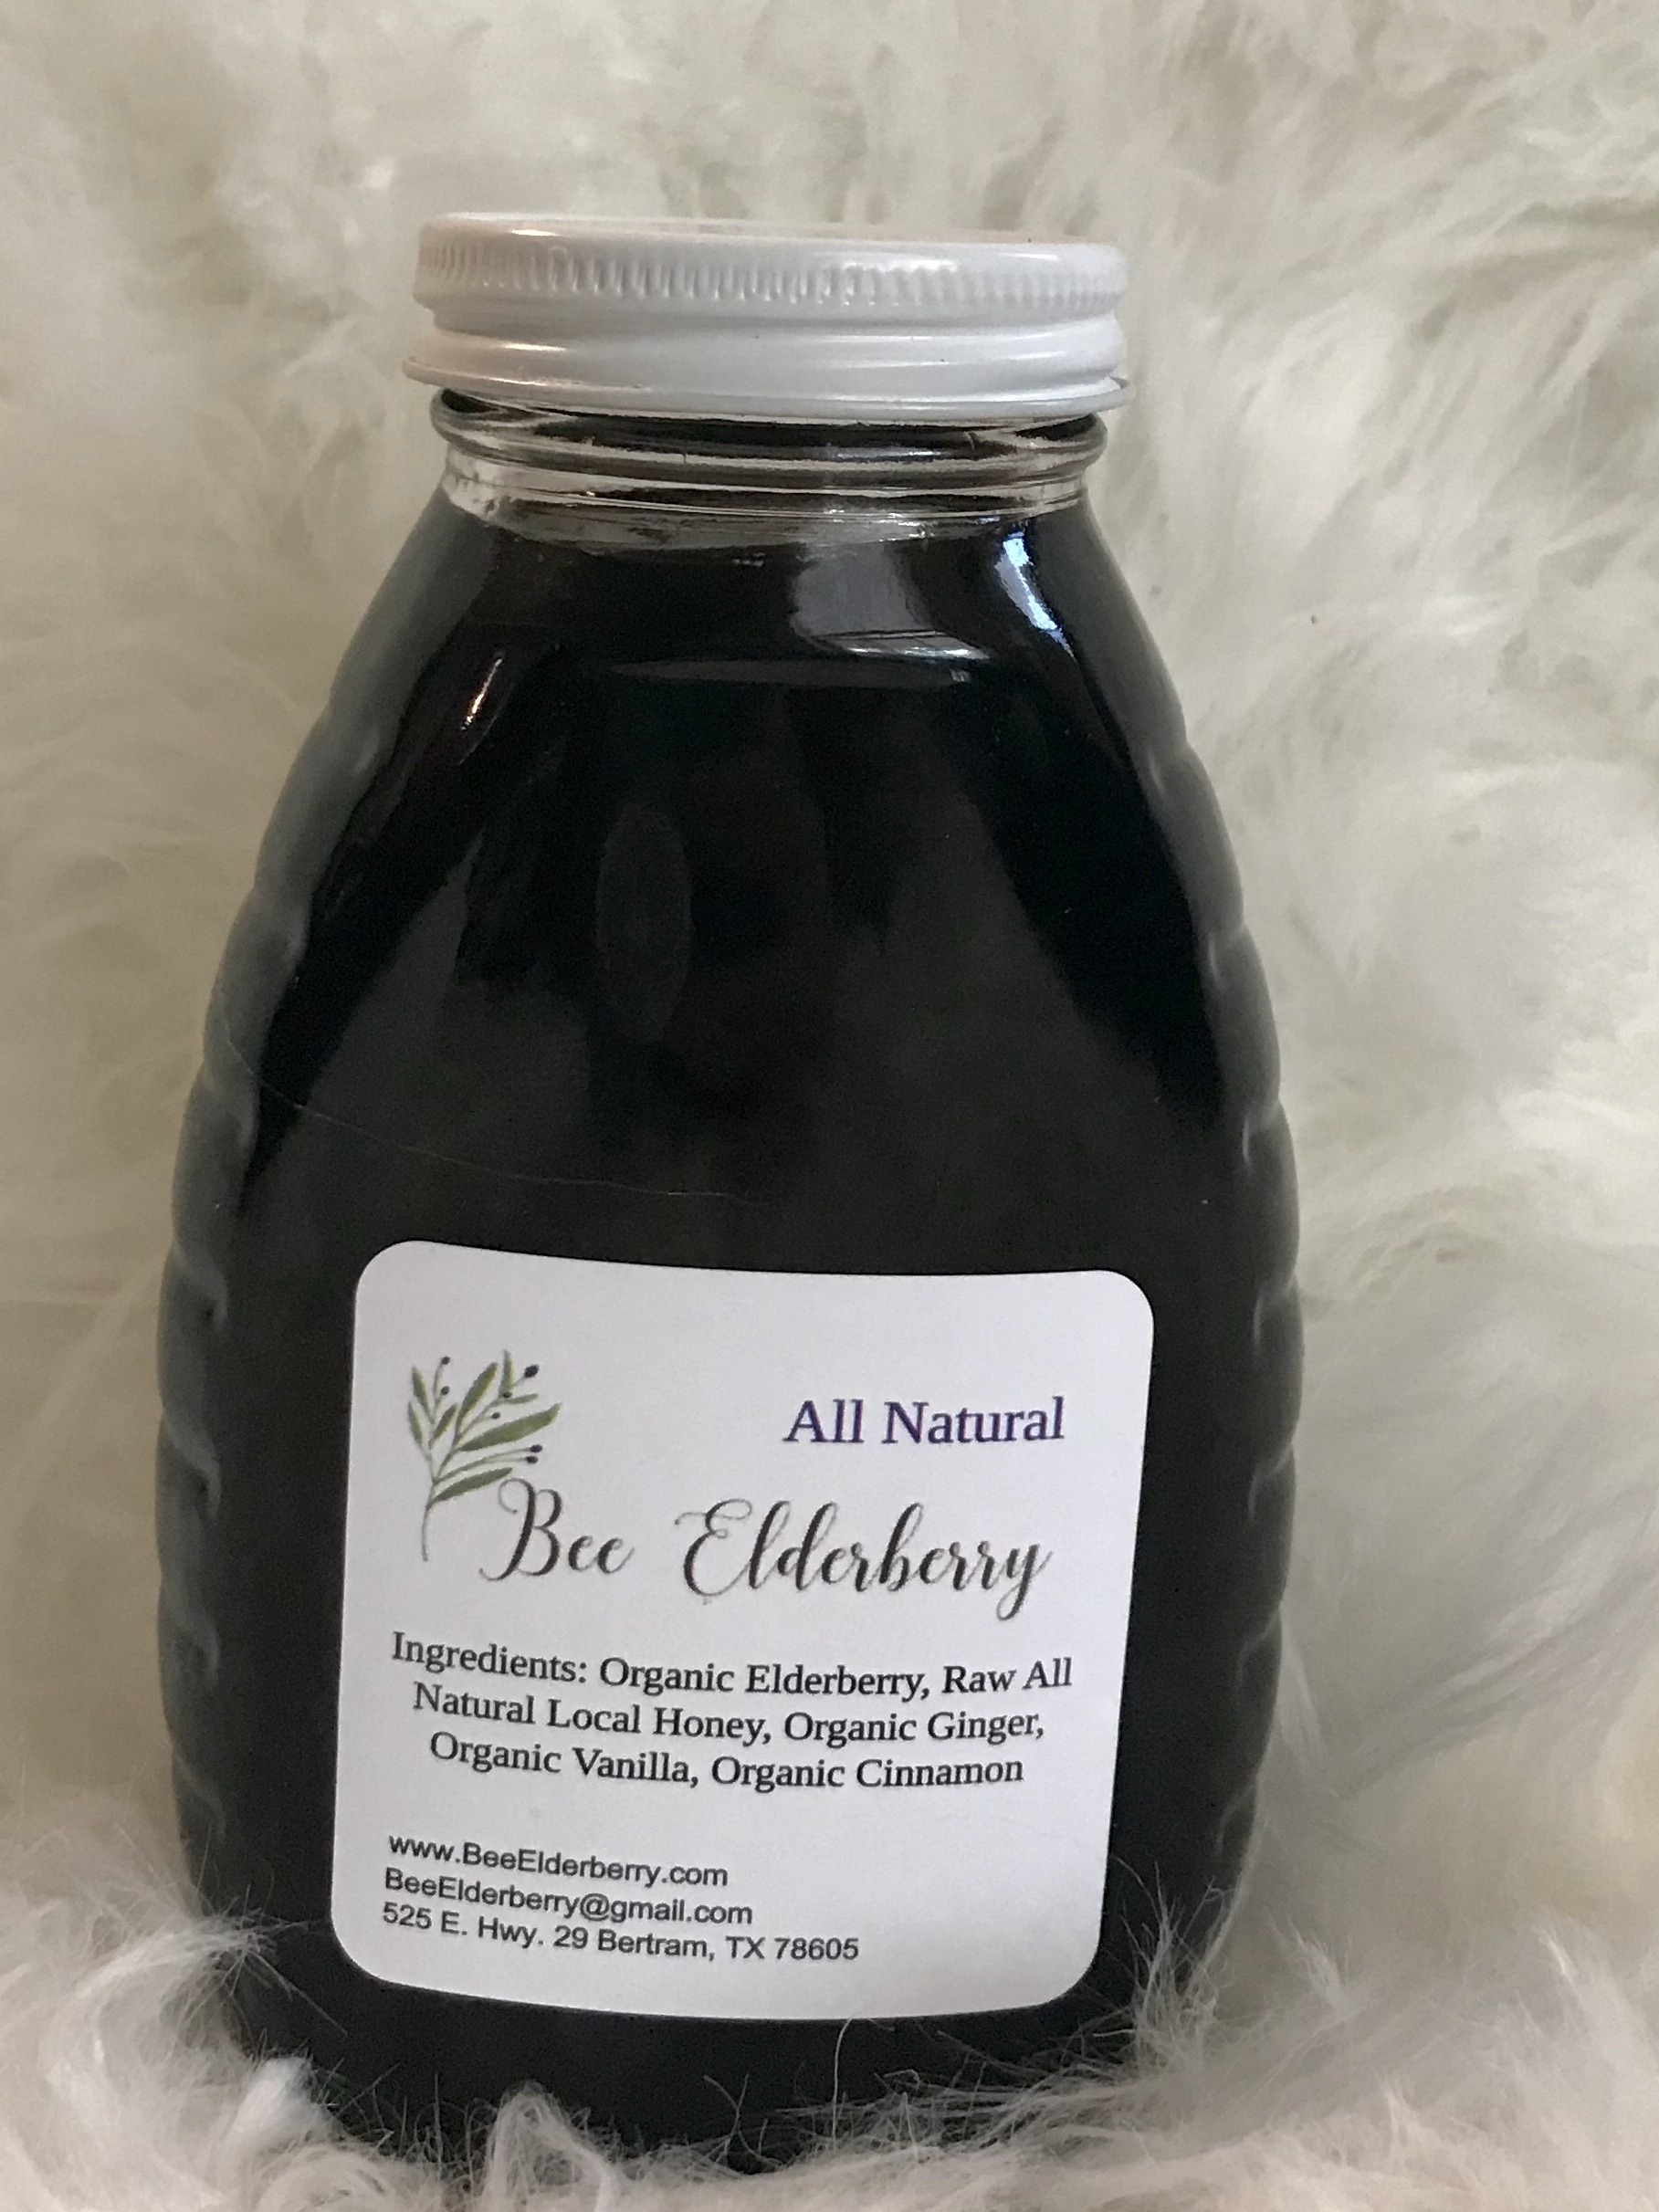 All Natural
Bee Elderberry
Ingredients: Organic Elderberry, Raw All
Natural Local Honey, Organic Ginger,
Organic Vanilla, Organic Cinnamon
www.BeeElderberry.com
BeeElderberry@gmail.com
525 E. Hwy. 29 Bertram, TX 78605